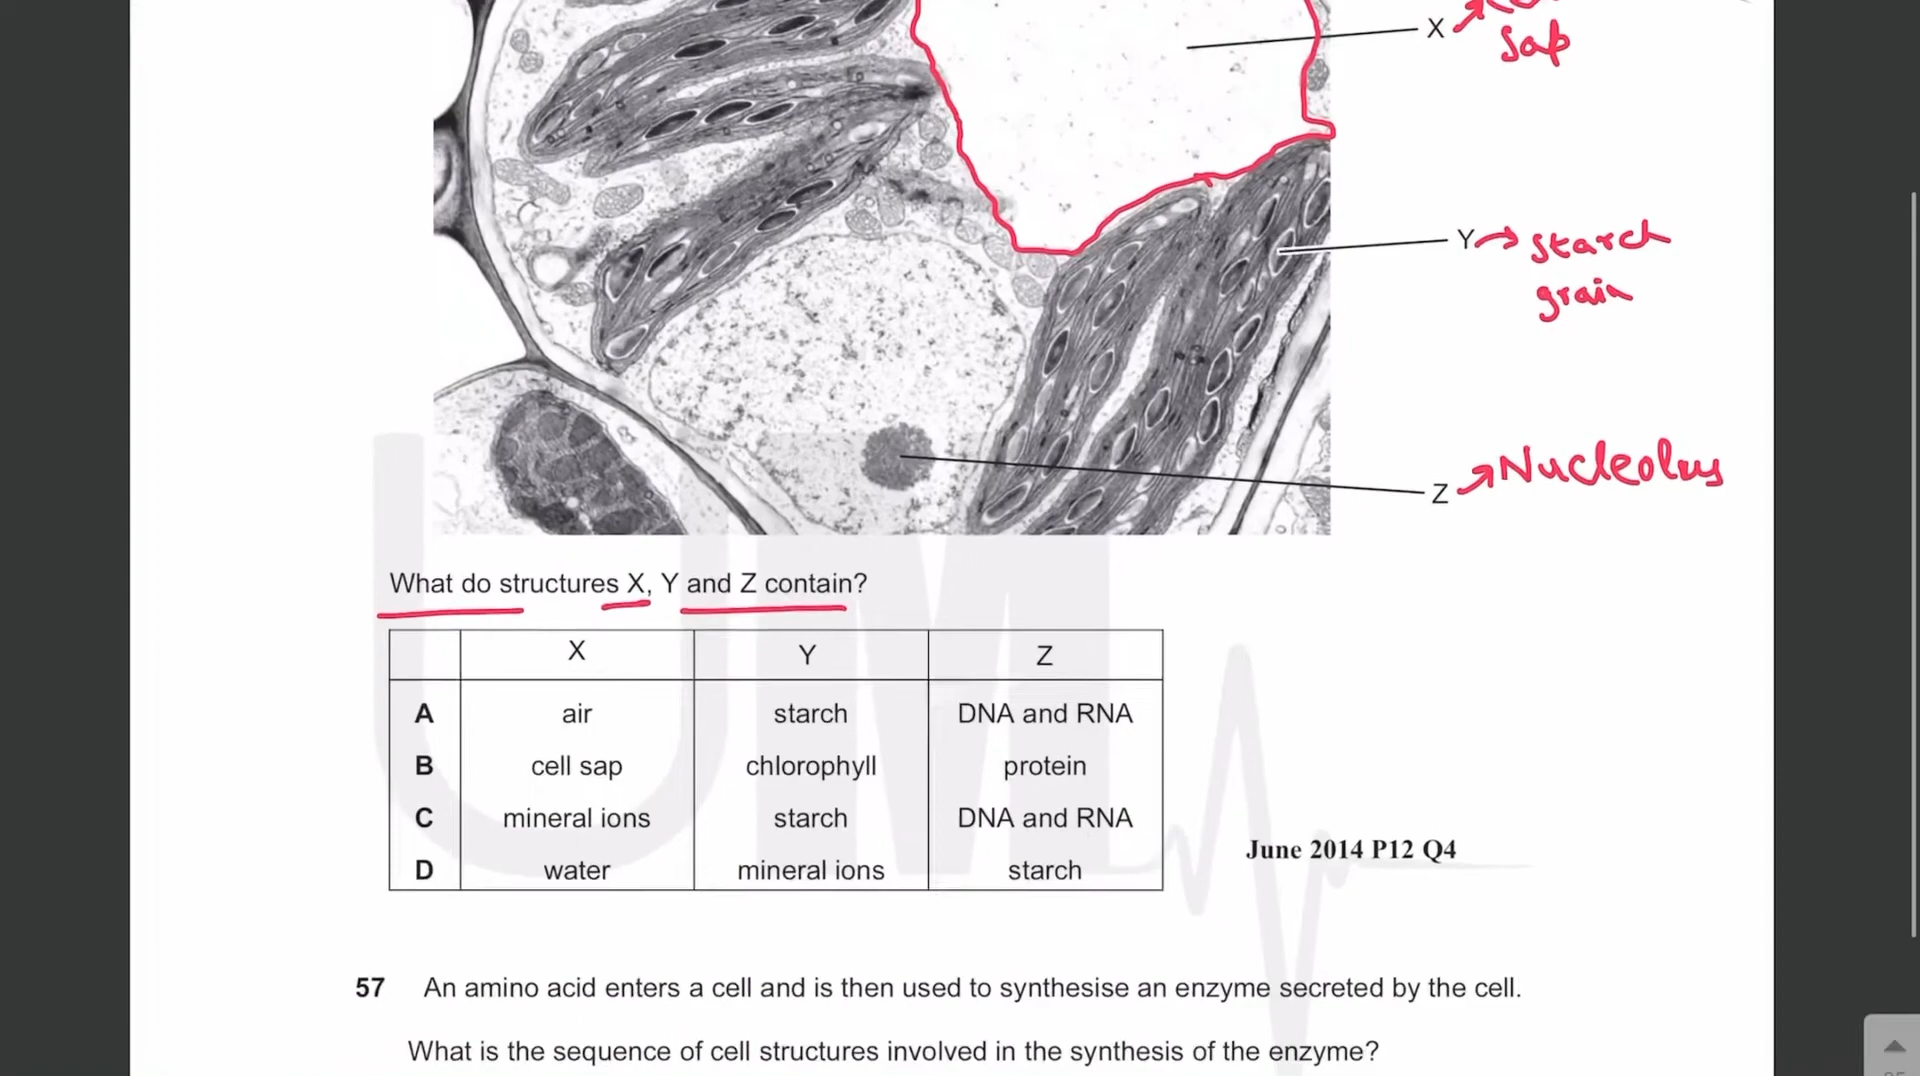 X
Sap
Y → starch
grain
Z → Nucleolus
What do structures X, Y and Z contain?
X Y Z
A air starch DNA and RNA
B cell sap chlorophyll protein
C mineral ions starch DNA and RNA
D water mineral ions starch
June 2014 P12 Q4
57 An amino acid enters a cell and is then used to synthesise an enzyme secreted by the cell.
What is the sequence of cell structures involved in the synthesis of the enzyme?